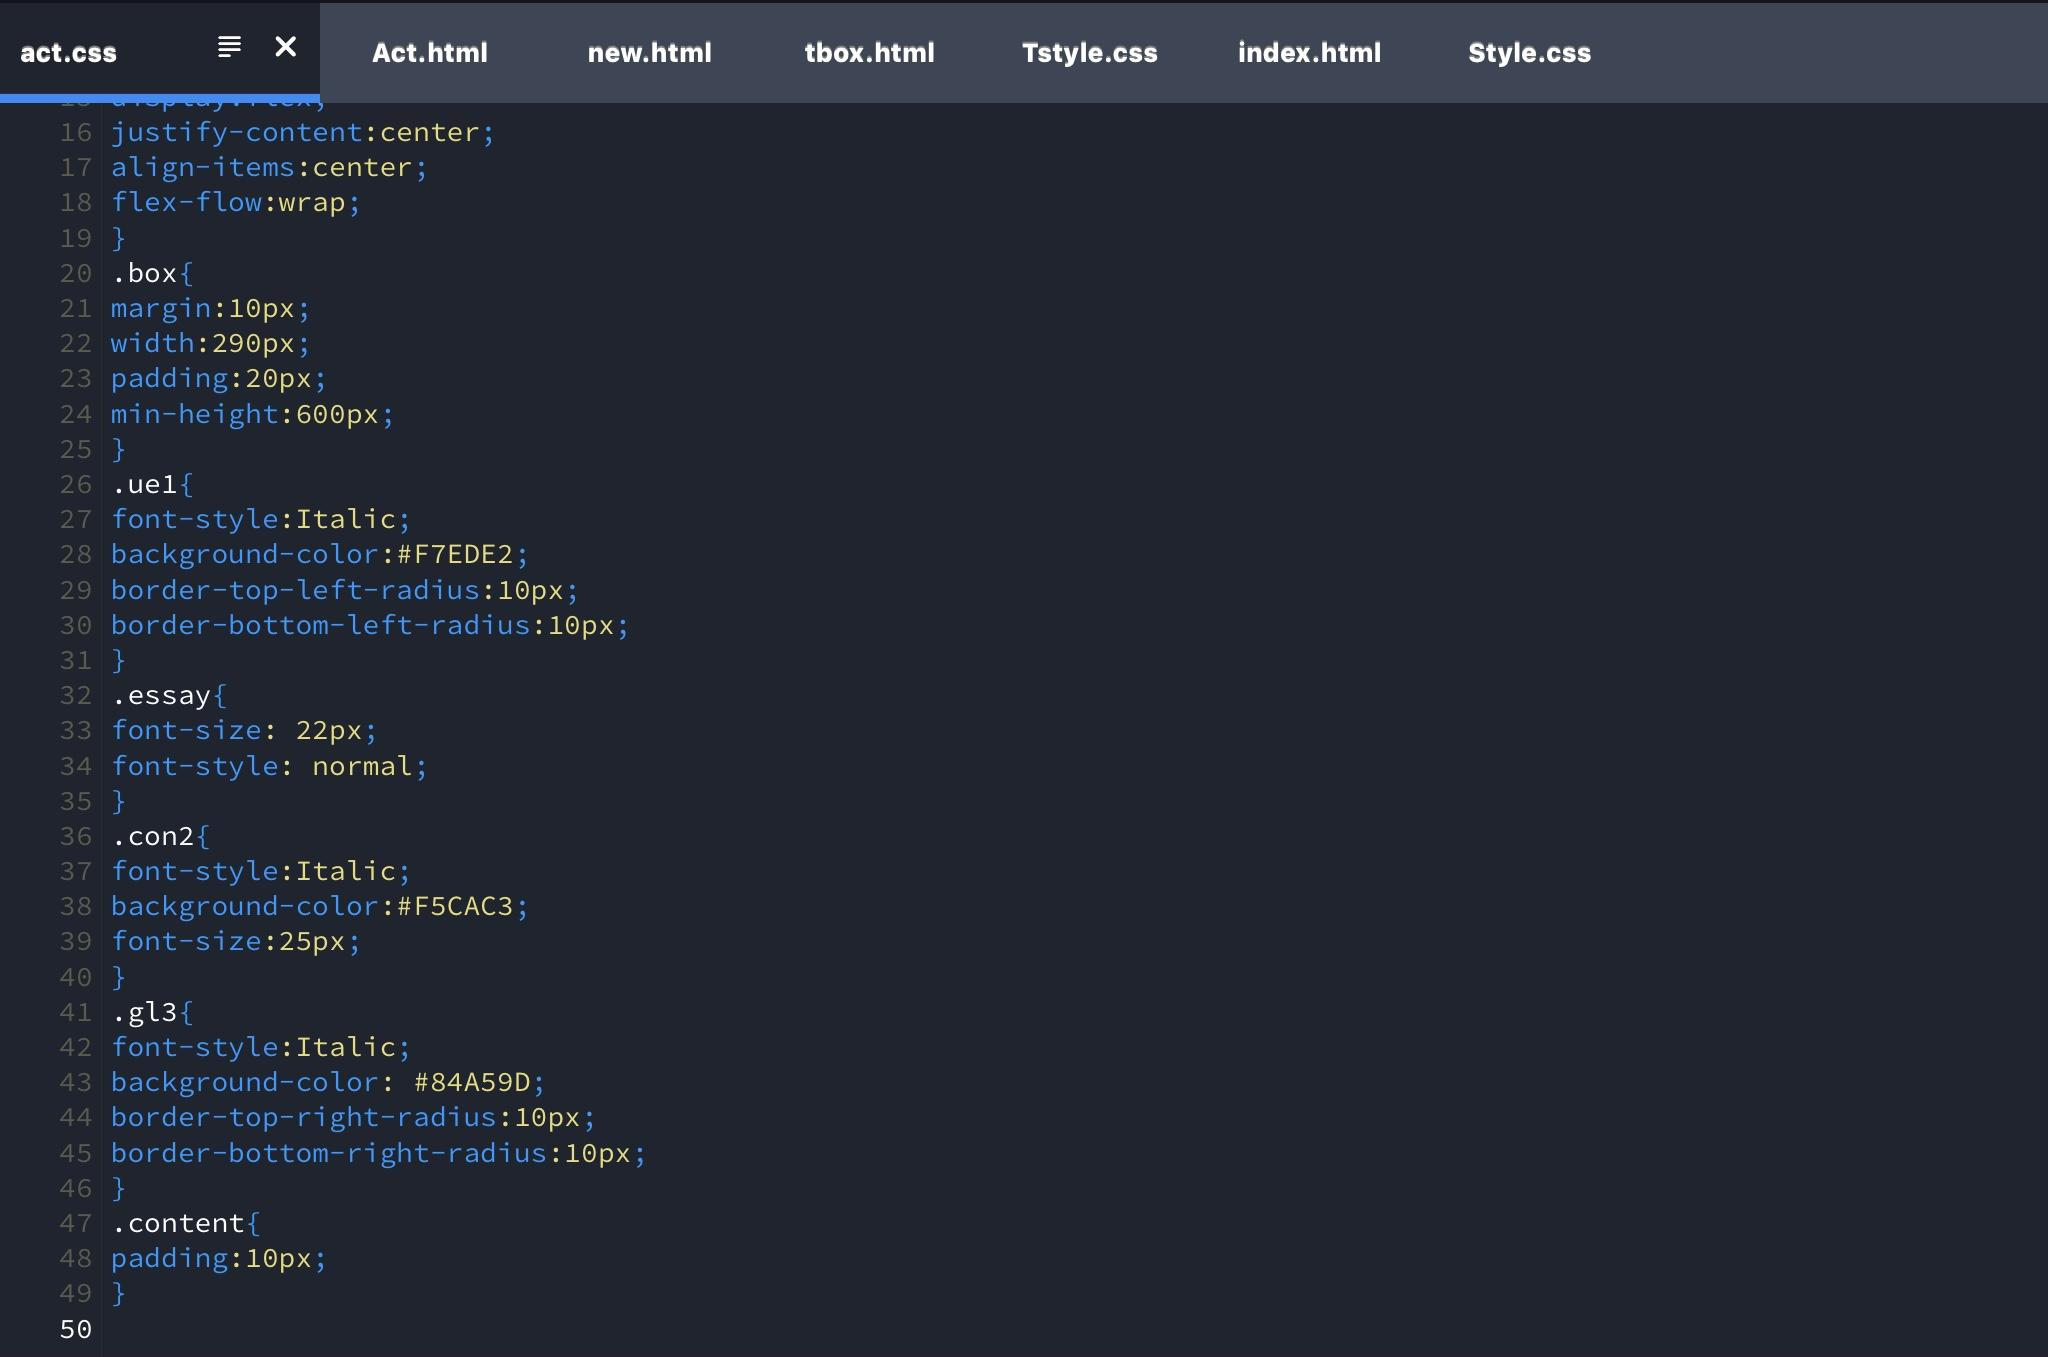 act.css Act.html new.html tbox.html Tstyle.css index.html Style.css
15 display:flex;
16 justify-content:center;
17 align-items:center;
18 flex-flow:wrap;
19 }
20 .box{
21 margin:10px;
22 width:290px;
23 padding:20px;
24 min-height:600px;
25 }
26 .ue1{
27 font-style:Italic;
28 background-color:#F7EDE2;
29 border-top-left-radius:10px;
30 border-bottom-left-radius:10px;
31 }
32 .essay{
33 font-size: 22px;
34 font-style: normal;
35 }
36 .con2{
37 font-style:Italic;
38 background-color:#F5CAC3;
39 font-size:25px;
40 }
41 .gl3{
42 font-style:Italic;
43 background-color: #84A59D;
44 border-top-right-radius:10px;
45 border-bottom-right-radius:10px;
46 }
47 .content{
48 padding:10px;
49 }
50